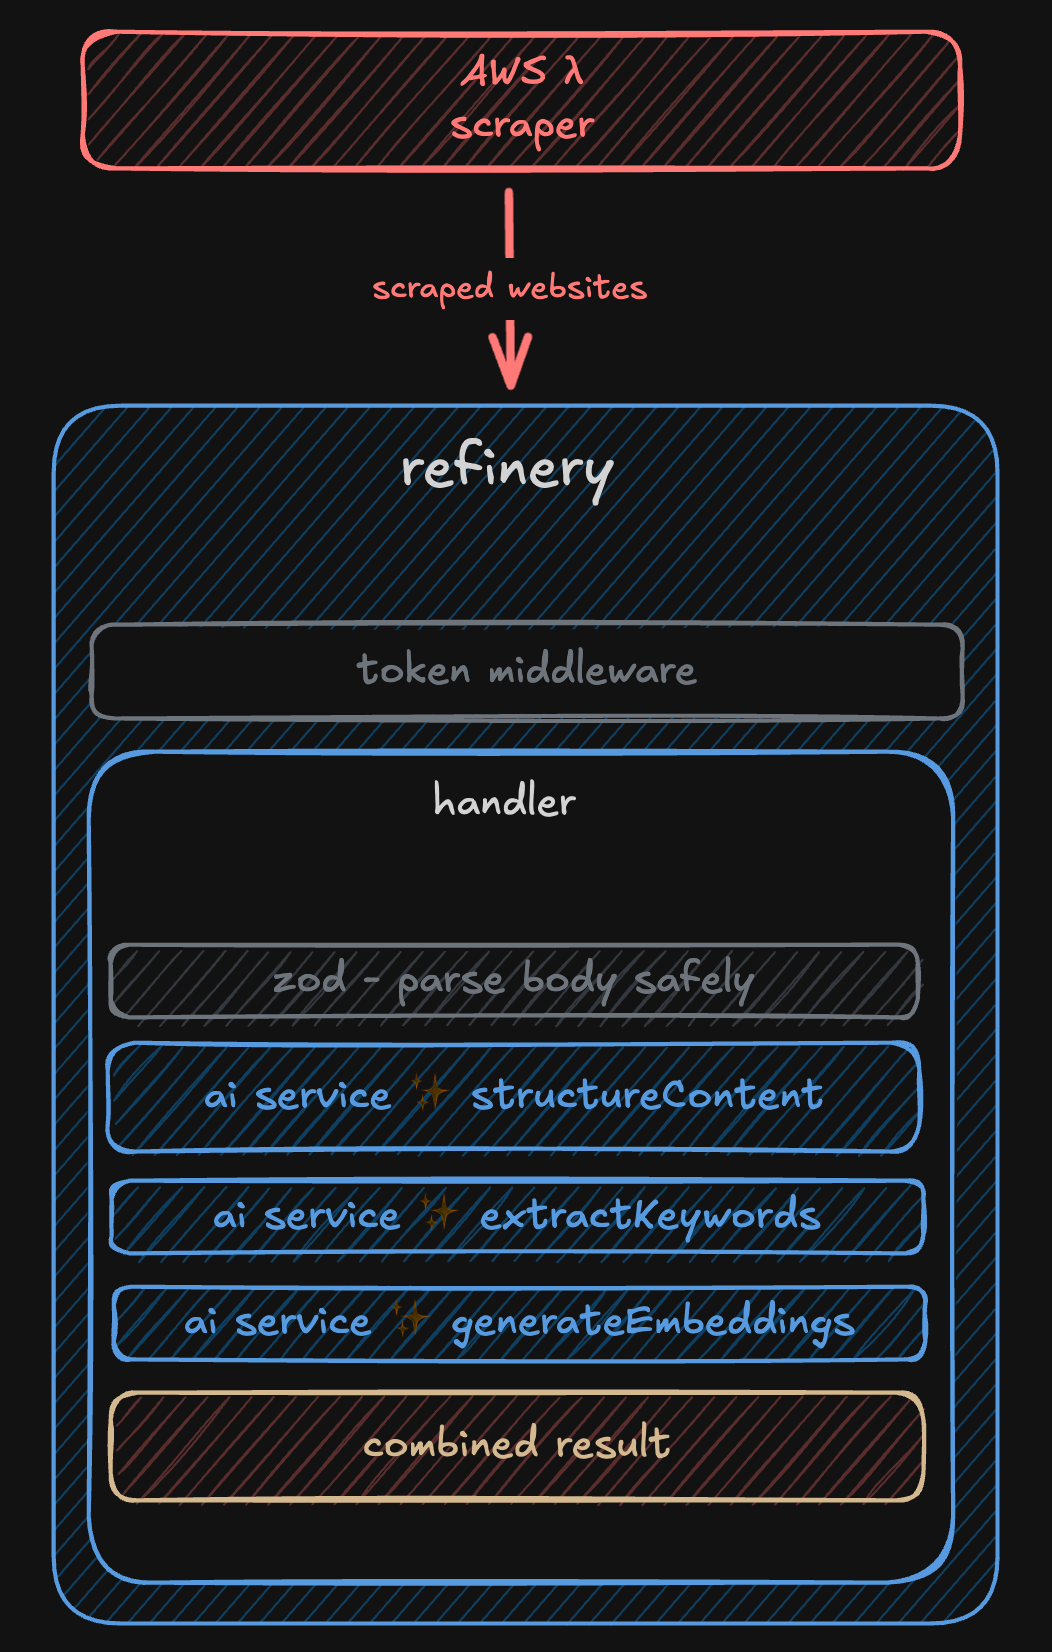 AWS λ
scraper
scraped websites
refinery
token middleware
handler
zod - parse body safely
ai service ✨ structureContent
ai service ✨ extractKeywords
ai service ✨ generateEmbeddings
combined result